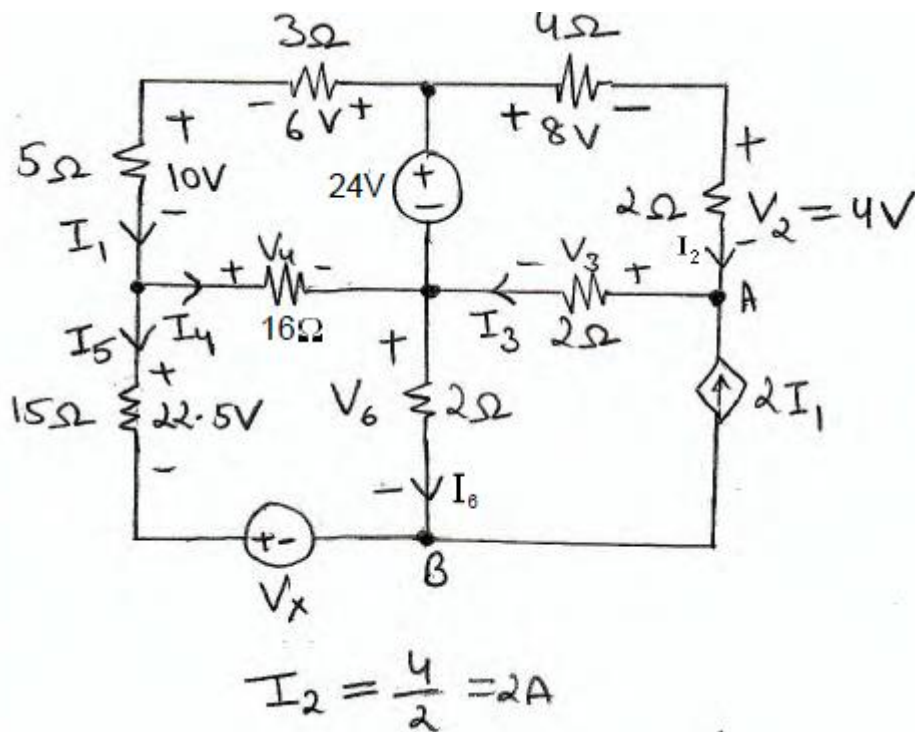 3Ω 4Ω
- 6V + + 8V -
5Ω + 10V - 24V + - 2Ω + V₂ = 4V -
I₁ I₂
+ V₄ - - V₃ + A
I₅ I₄ 16Ω I₃ 2Ω
15Ω + 22.5V - V₆ + 2Ω - 2I₁
I₆
+-
Vx B
I₂ = 4/2 = 2A